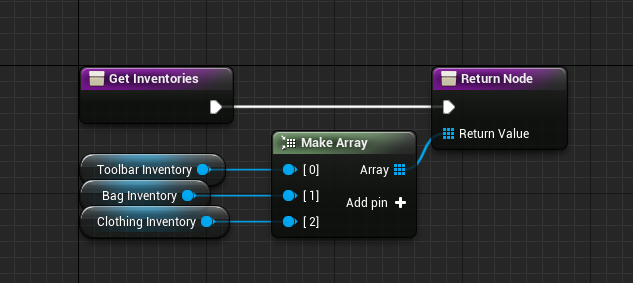 Get Inventories
Return Node
Return Value
Make Array
Toolbar Inventory
[ 0]
Array
Bag Inventory
[ 1]
Add pin
Clothing Inventory
[ 2]